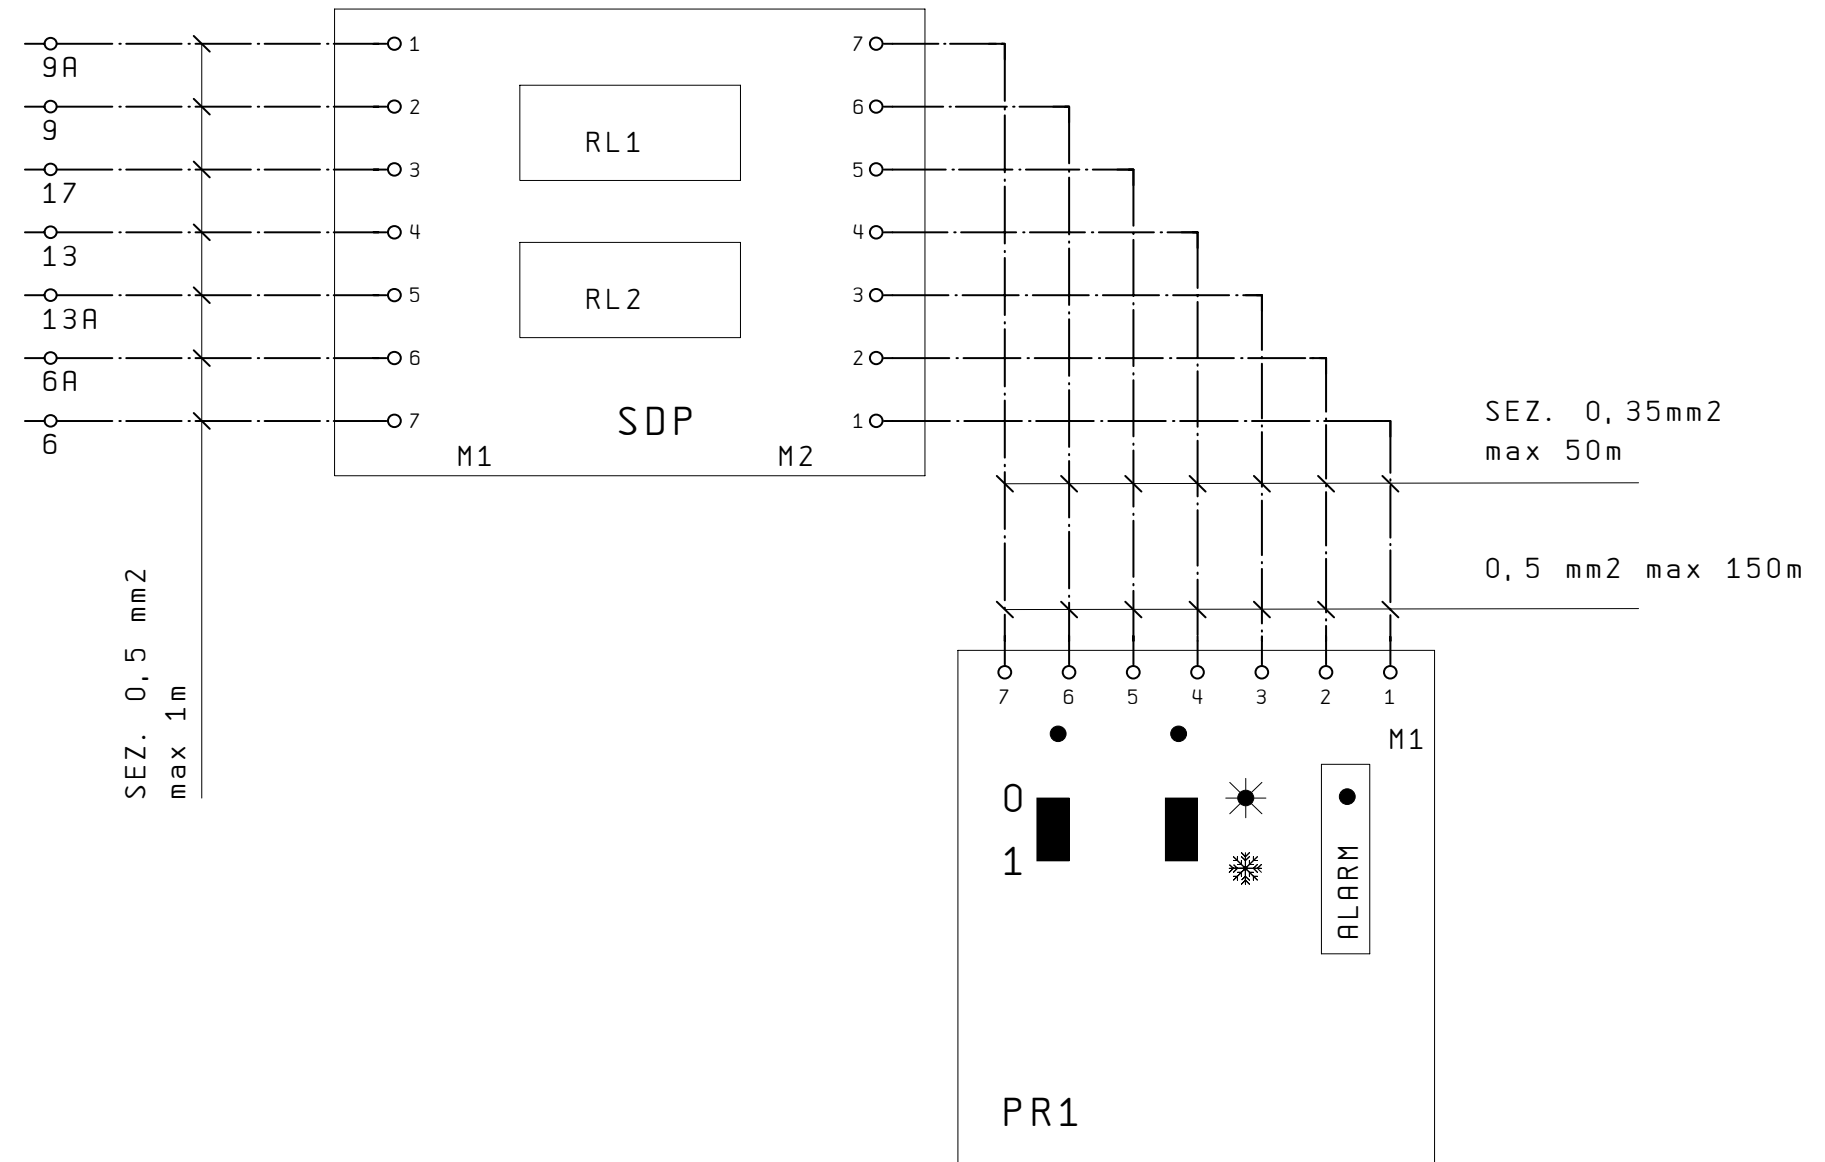 9A
9
17
13
13A
6A
6
1
2
3
4
5
6
7
RL1
RL2
SDP
M1
M2
7
6
5
4
3
2
1
SEZ. 0,5 mm2
max 1m
SEZ. 0,35mm2
max 50m
0,5 mm2 max 150m
7 6 5 4 3 2 1
M1
0
1
ALARM
PR1